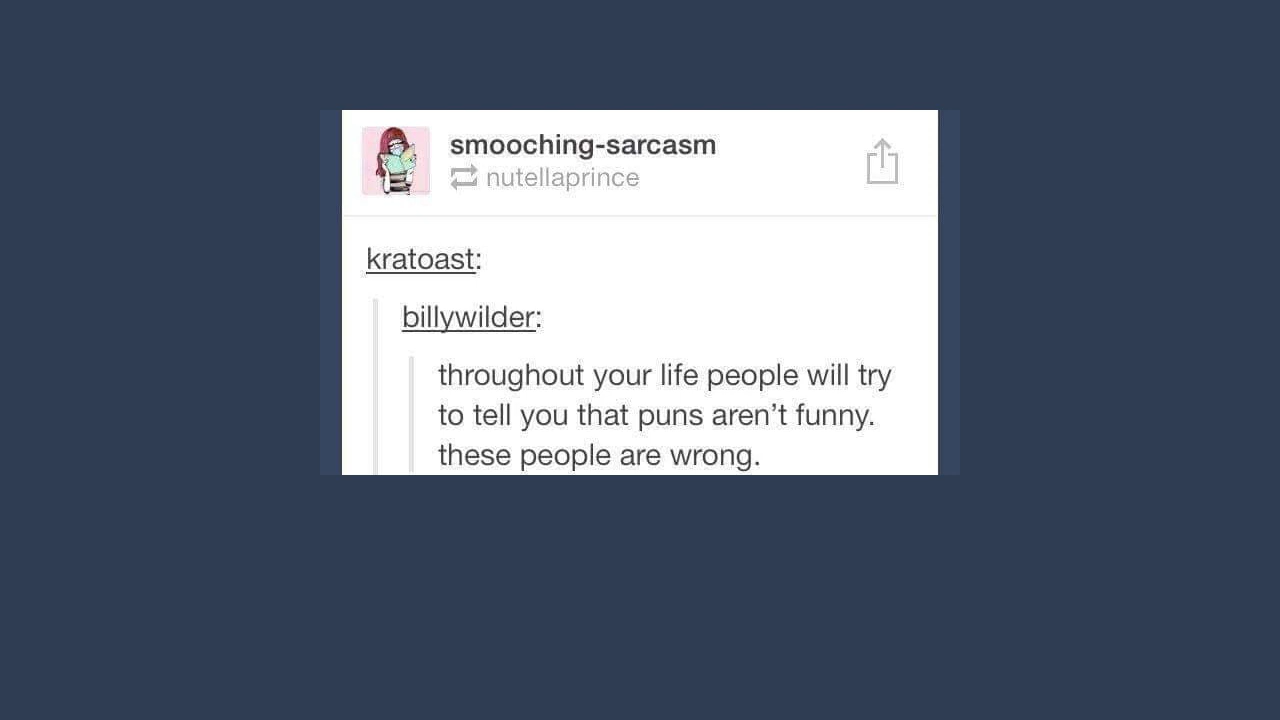 smooching-sarcasm
nutellaprince
kratoast:
billywilder:
throughout your life people will try
to tell you that puns aren’t funny.
these people are wrong.